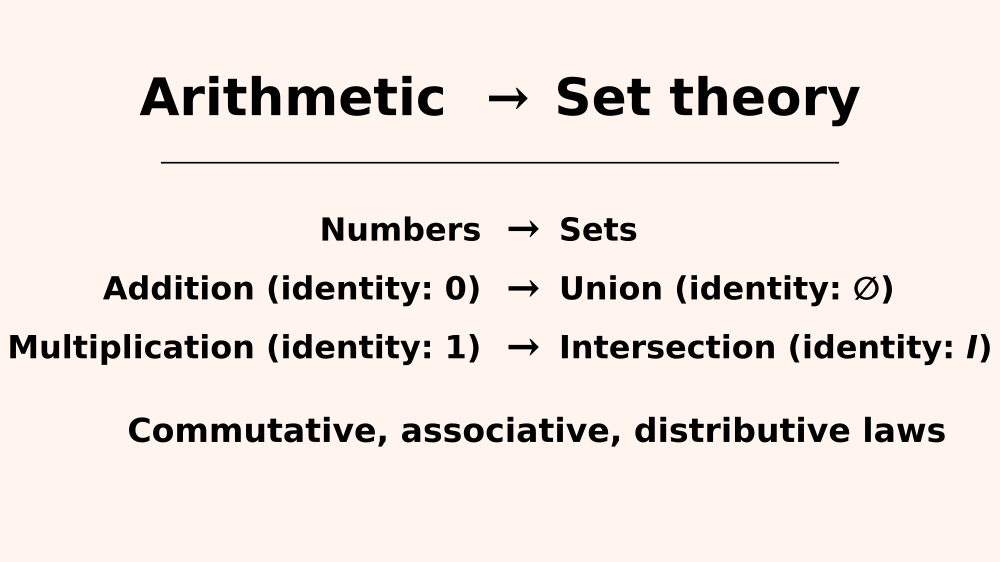 Arithmetic → Set theory
Numbers → Sets
Addition (identity: 0) → Union (identity: ∅)
Multiplication (identity: 1) → Intersection (identity: I)
Commutative, associative, distributive laws